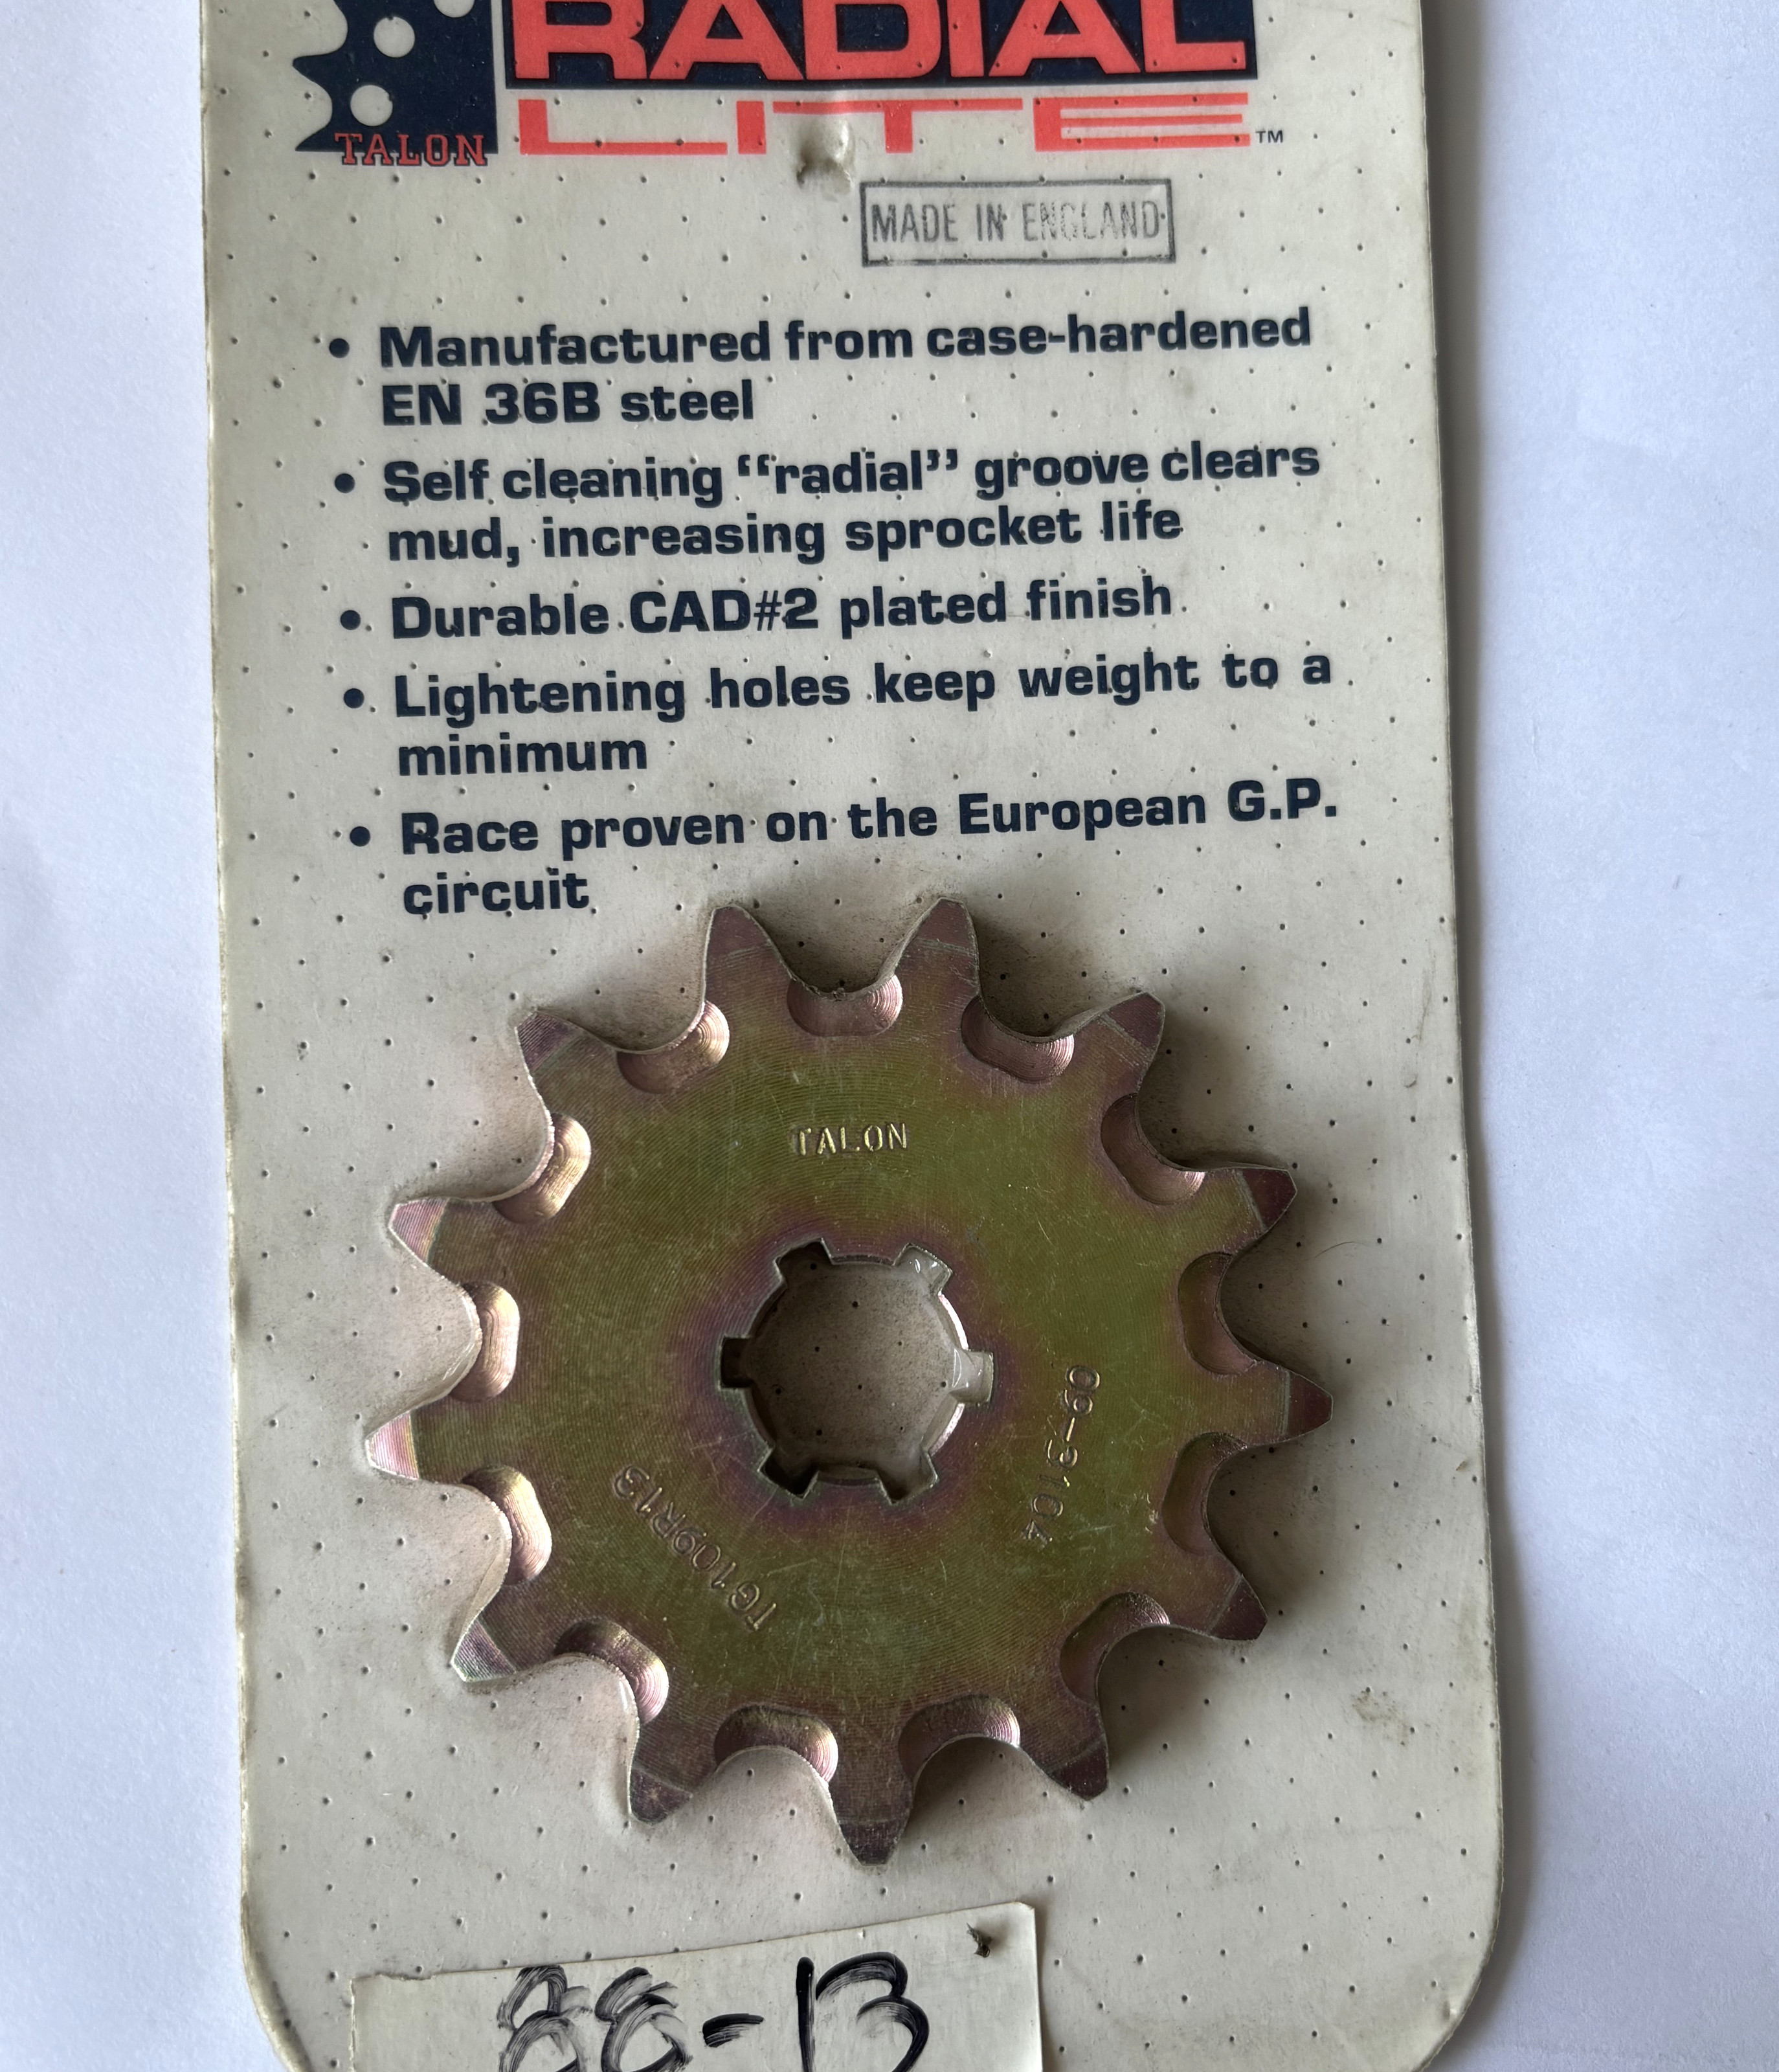 RADIAL
LITE™
TALON
MADE IN ENGLAND
• Manufactured from case-hardened
EN 36B steel
• Self cleaning “radial” groove clears
mud, increasing sprocket life
• Durable CAD#2 plated finish
• Lightening holes keep weight to a
minimum
• Race proven on the European G.P.
circuit
TALON
09-3104
TG109R13
88-13